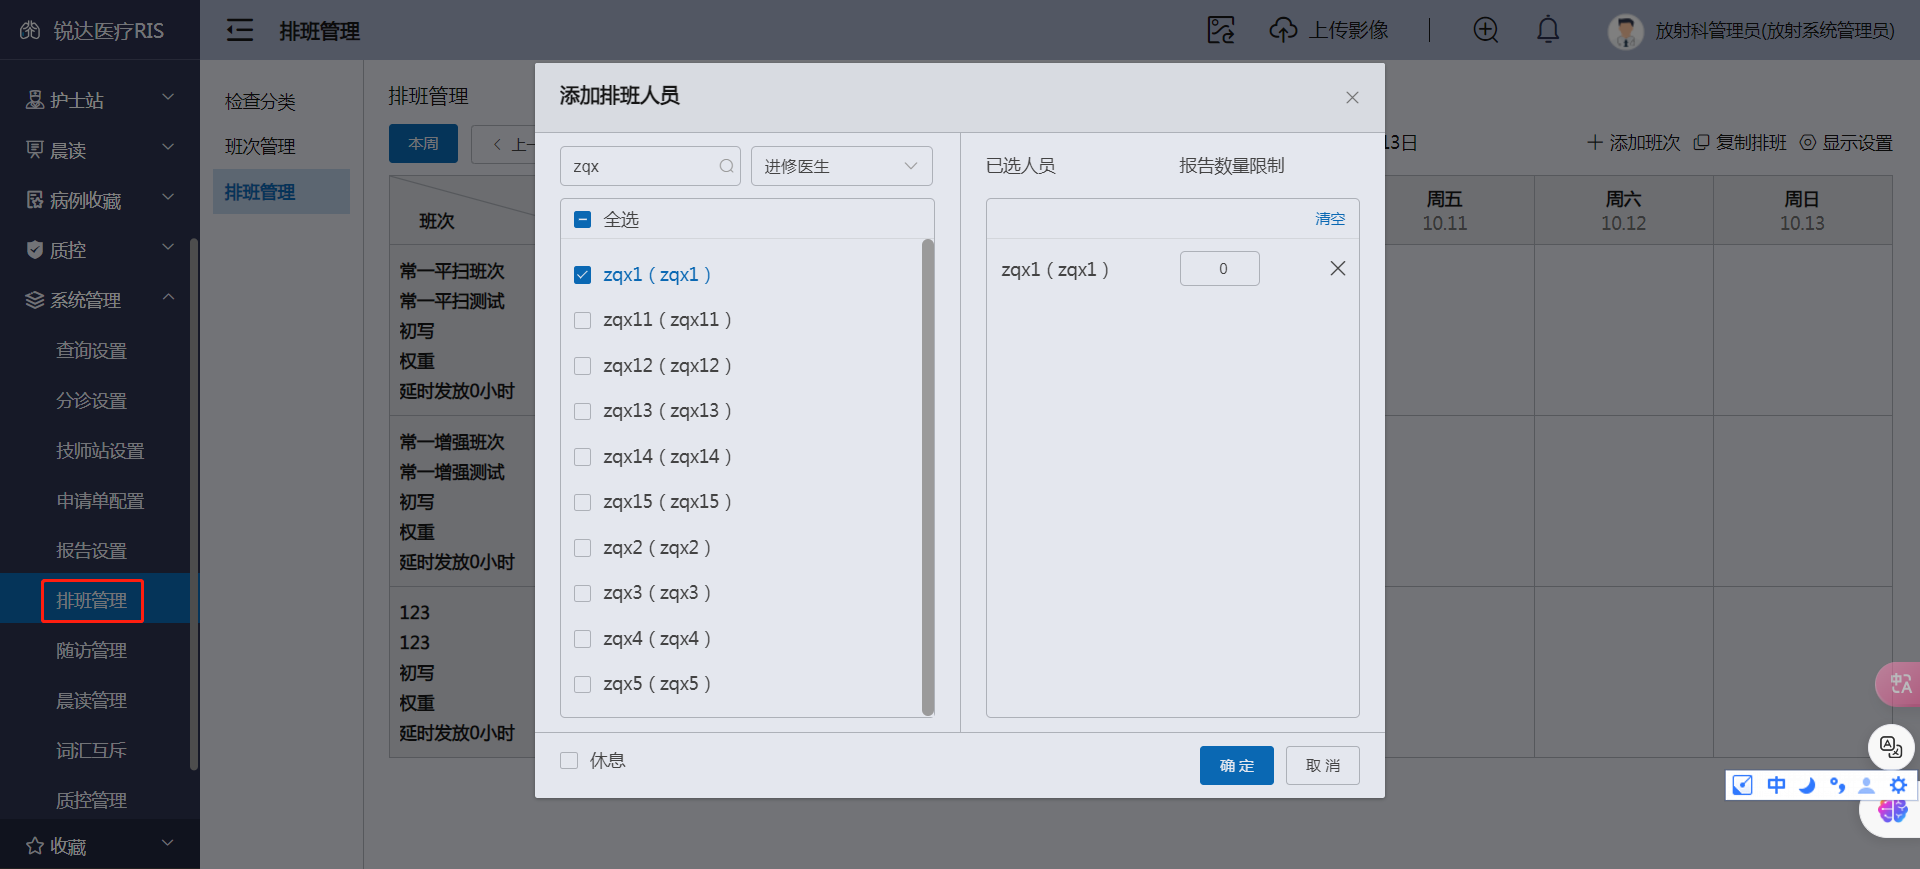 锐达医疗RIS
排班管理
上传影像
放射科管理员(放射系统管理员)
护士站
晨读
病例收藏
质控
系统管理
查询设置
分诊设置
技师站设置
申请单配置
报告设置
排班管理
随访管理
晨读管理
词汇互斥
质控管理
收藏
检查分类
班次管理
排班管理
排班管理
本周
上一
13日
添加班次
复制排班
显示设置
班次
周五
10.11
周六
10.12
周日
10.13
常一平扫班次
常一平扫测试
初写
权重
延时发放0小时
常一增强班次
常一增强测试
初写
权重
延时发放0小时
123
123
初写
权重
延时发放0小时
添加排班人员
zqx
进修医生
全选
zqx1（zqx1）
zqx11（zqx11）
zqx12（zqx12）
zqx13（zqx13）
zqx14（zqx14）
zqx15（zqx15）
zqx2（zqx2）
zqx3（zqx3）
zqx4（zqx4）
zqx5（zqx5）
已选人员
报告数量限制
清空
zqx1（zqx1）
0
休息
确定
取消
中A
中